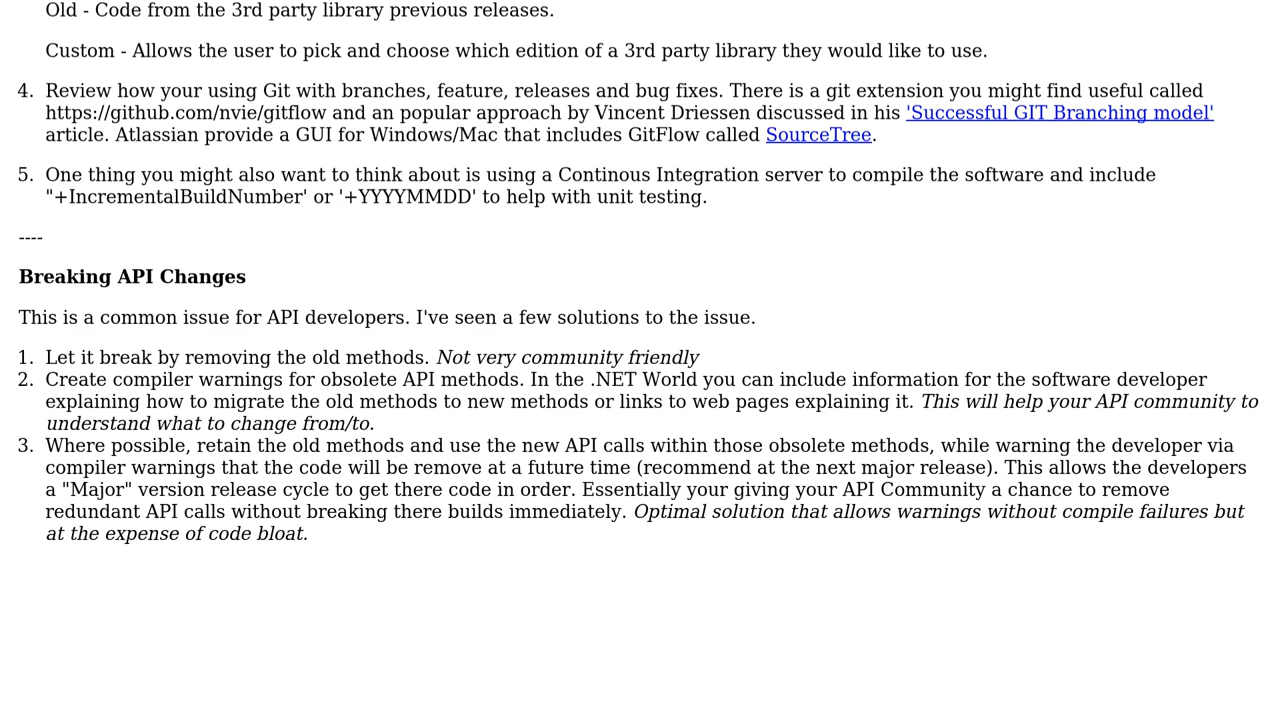 Old - Code from the 3rd party library previous releases.
Custom - Allows the user to pick and choose which edition of a 3rd party library they would like to use.
4. Review how your using Git with branches, feature, releases and bug fixes. There is a git extension you might find useful called
https://github.com/nvie/gitflow and an popular approach by Vincent Driessen discussed in his 'Successful GIT Branching model'
article. Atlassian provide a GUI for Windows/Mac that includes GitFlow called SourceTree.
5. One thing you might also want to think about is using a Continous Integration server to compile the software and include
"+IncrementalBuildNumber' or '+YYYYMMDD' to help with unit testing.
----
Breaking API Changes
This is a common issue for API developers. I've seen a few solutions to the issue.
1. Let it break by removing the old methods. Not very community friendly
2. Create compiler warnings for obsolete API methods. In the .NET World you can include information for the software developer
explaining how to migrate the old methods to new methods or links to web pages explaining it. This will help your API community to
understand what to change from/to.
3. Where possible, retain the old methods and use the new API calls within those obsolete methods, while warning the developer via
compiler warnings that the code will be remove at a future time (recommend at the next major release). This allows the developers
a "Major" version release cycle to get there code in order. Essentially your giving your API Community a chance to remove
redundant API calls without breaking there builds immediately. Optimal solution that allows warnings without compile failures but
at the expense of code bloat.